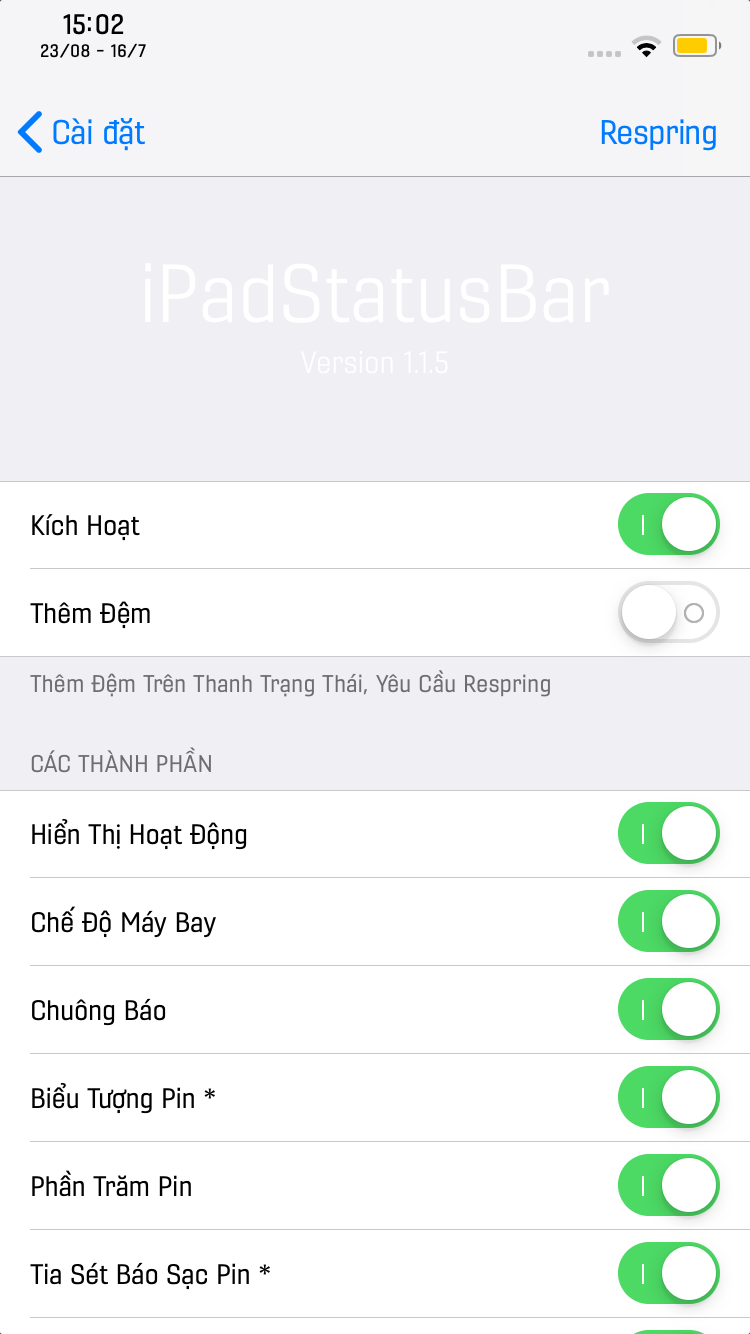 15:02
23/08 - 16/7
Cài đặt
Respring
iPadStatusBar
Version 1.1.5
Kích Hoạt
Thêm Đệm
Thêm Đệm Trên Thanh Trạng Thái, Yêu Cầu Respring
CÁC THÀNH PHẦN
Hiển Thị Hoạt Động
Chế Độ Máy Bay
Chuông Báo
Biểu Tượng Pin *
Phần Trăm Pin
Tia Sét Báo Sạc Pin *